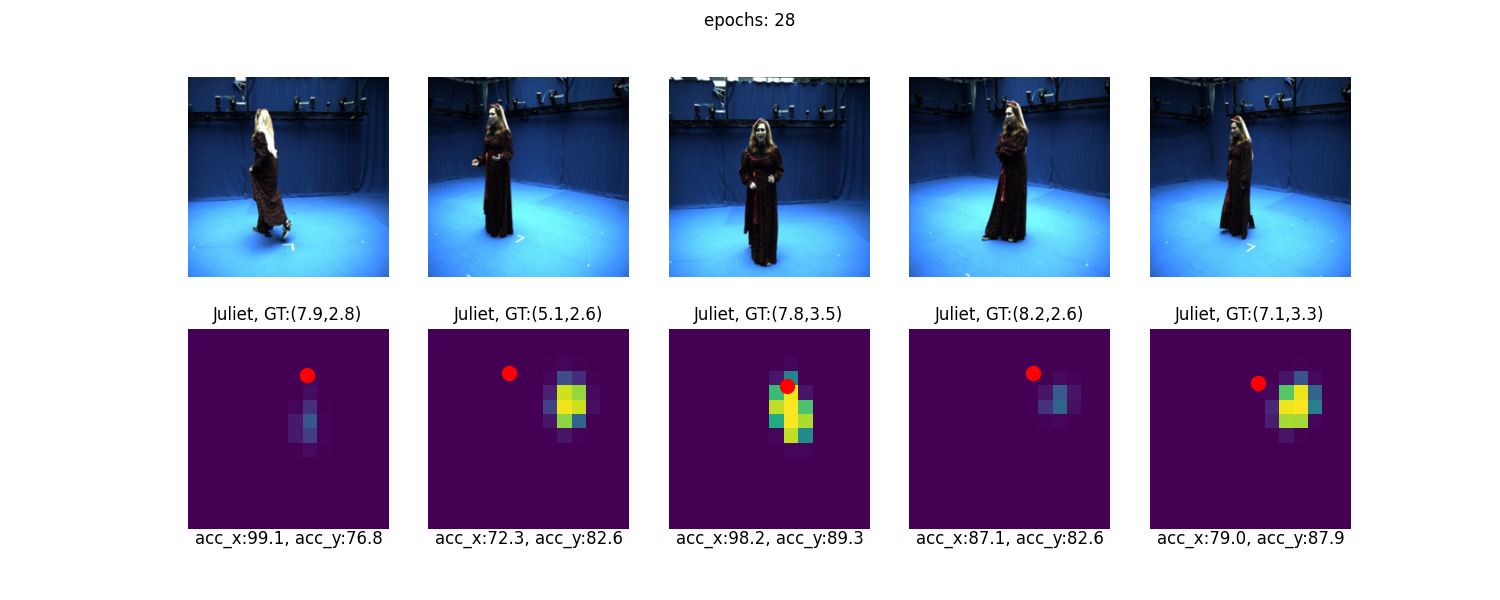 epochs: 28
Juliet, GT:(7.9,2.8)
Juliet, GT:(5.1,2.6)
Juliet, GT:(7.8,3.5)
Juliet, GT:(8.2,2.6)
Juliet, GT:(7.1,3.3)
acc_x:99.1, acc_y:76.8
acc_x:72.3, acc_y:82.6
acc_x:98.2, acc_y:89.3
acc_x:87.1, acc_y:82.6
acc_x:79.0, acc_y:87.9